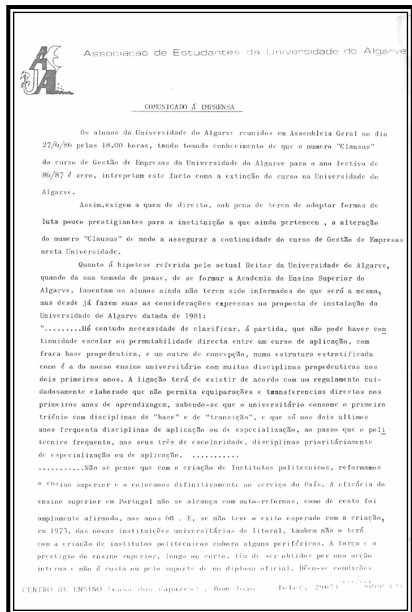 Associacao de Estudantes da Universidade do Algarve
COMUNICADO Á IMPRENSA
Os alunos da Universidade do Algarve reunidos em Assembleia Geral no dia
27/6/86 pelas 18.00 horas, tendo tomado conhecimento de que o numero "Clausus"
do curso de Gestão de Empresas da Universidade do Algarve para o ano lectivo de
86/87 é zero, intrepetam este facto como a extinção do curso na Universidade do
Algarve.
Assim,exigem a quem de direito, sob pena de terem de adoptar formas de
luta pouco prestigiantes para a instituição a que ainda pertencem , a alteração
do numero "Clausus" de modo a assegurar a continuidade do curso de Gestão de Empresas
nesta Universidade.
Quanto á hipotese referida pelo actual Reitor da Universidade do Algarve,
quando da sua tomada de posse, de se formar a Academia do Ensino Superior do
Algarve, lamentam os alunos ainda não terem sido informados do que será a mesma,
mas desde já fazem suas as considerações expressas na proposta de instalação da
Universidade do Algarve datada de 1981:
".........Há contudo necessidade de clarificar, á partida, que não pode haver con
tinuidade escolar ou permutabilidade directa entre um curso de aplicação, com
fraca base propedeutica, e um outro de concepção, numa estrutura estratificada
como é a do nosso ensino universitário com muitas disciplinas propedeuticas nos
dois primeiros anos. A ligação terá de existir de acordo com um regulamento cui-
dadosamente elaborado que não permita equiparações e transferencias directas nos
primeiros anos de aprendizagem, sabendo-se que o universitário consome o primeiro
triénio com disciplinas de "base" e de "transição", e que só nos dois ultimos
anos frequenta disciplinas de aplicação ou de especialização, ao passo que o poli
tecnico frequenta, nos seus três de escolaridade, disciplinas prioritáriamente
de especialização ou de aplicação. ...........
...........Não se pense que com a criação de Institutos politecnicos, reformamos
o ensino superior e o colocamos difinitivamente ao serviço do País. A eficácia do
ensino superior em Portugal não se alcança com auto-reformas, como de resto foi
amplamente afirmado, nos anos 60 . E, se não teve o exito esperado com a criação,
em 1973, das novas instituições universitárias do litoral, tambem não o terá
com a criação de institutos politecnicos embora alguns periféricos. A força e o
prestigio do ensino superior, longo ou curto, têm de ser obtidos por uma acção
interna e não á custa ou pelo suporte de um diploma oficial. Dêem-se condições
CENTRO DE ENSINO (casa dos rapazes) , Bom Joao Telef. 29671